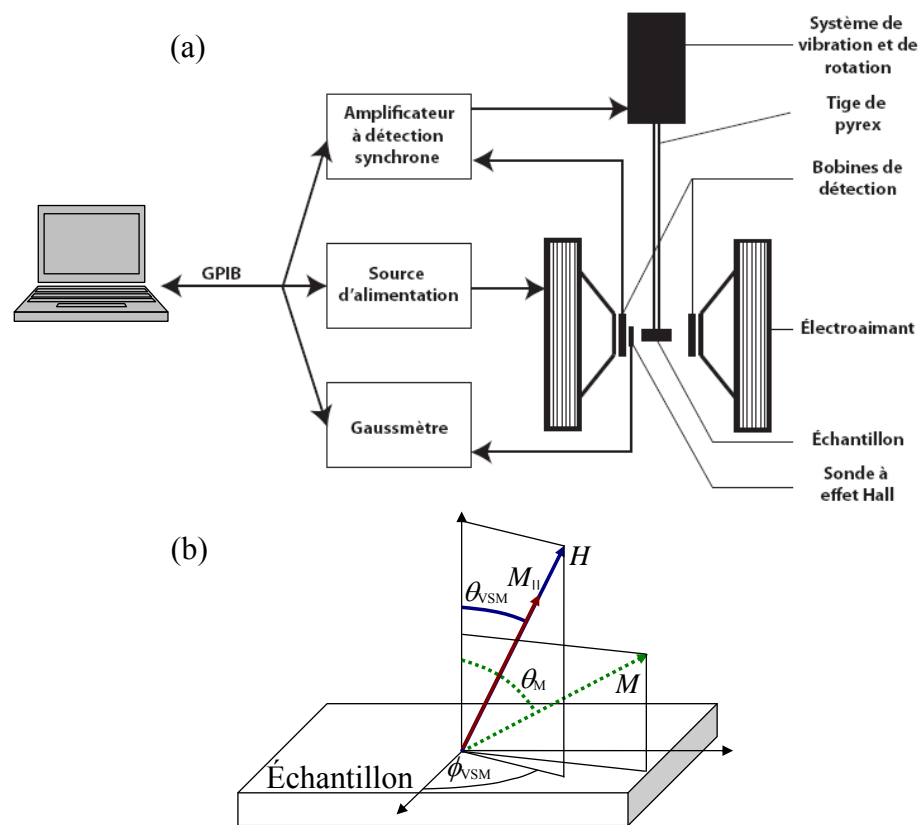 (a)
Système de
vibration et de
rotation
Amplificateur
à détection
synchrone
Tige de
pyrex
Bobines de
détection
GPIB
Source
d'alimentation
Électroaimant
Gaussmètre
Échantillon
Sonde à
effet Hall
(b)
H
M||
θVSM
θM
M
Échantillon
ϕVSM